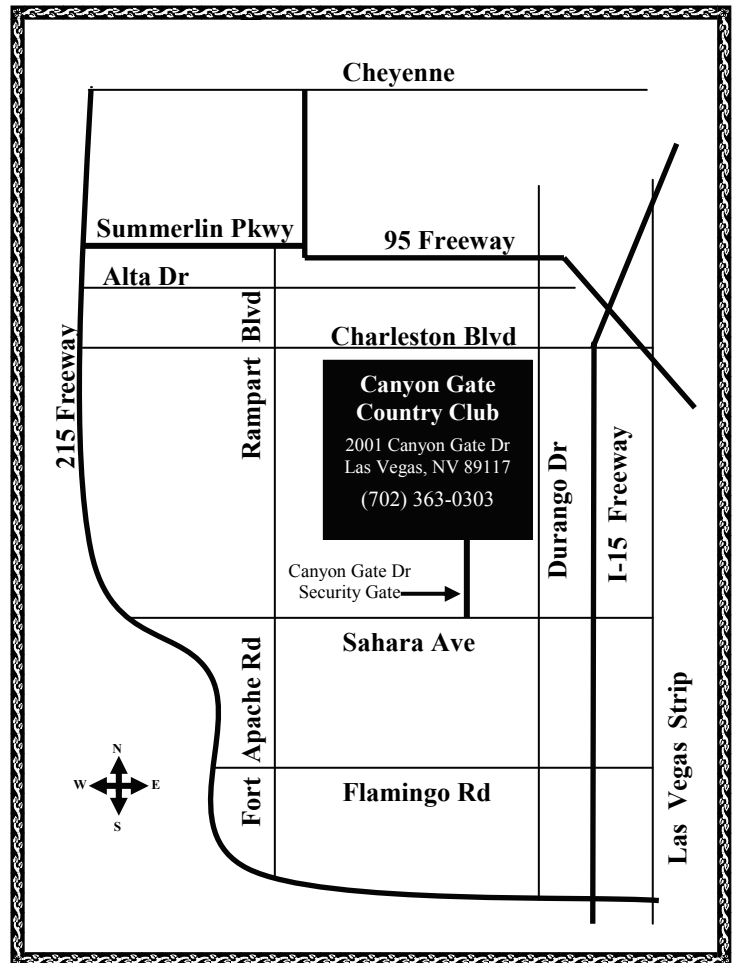 Cheyenne
Summerlin Pkwy
95 Freeway
Alta Dr
Charleston Blvd
215 Freeway
Rampart Blvd
Canyon Gate
Country Club
2001 Canyon Gate Dr
Las Vegas, NV 89117
(702) 363-0303
Durango Dr
I-15 Freeway
Canyon Gate Dr
Security Gate
Sahara Ave
Fort Apache Rd
Las Vegas Strip
Flamingo Rd
N
W E
S